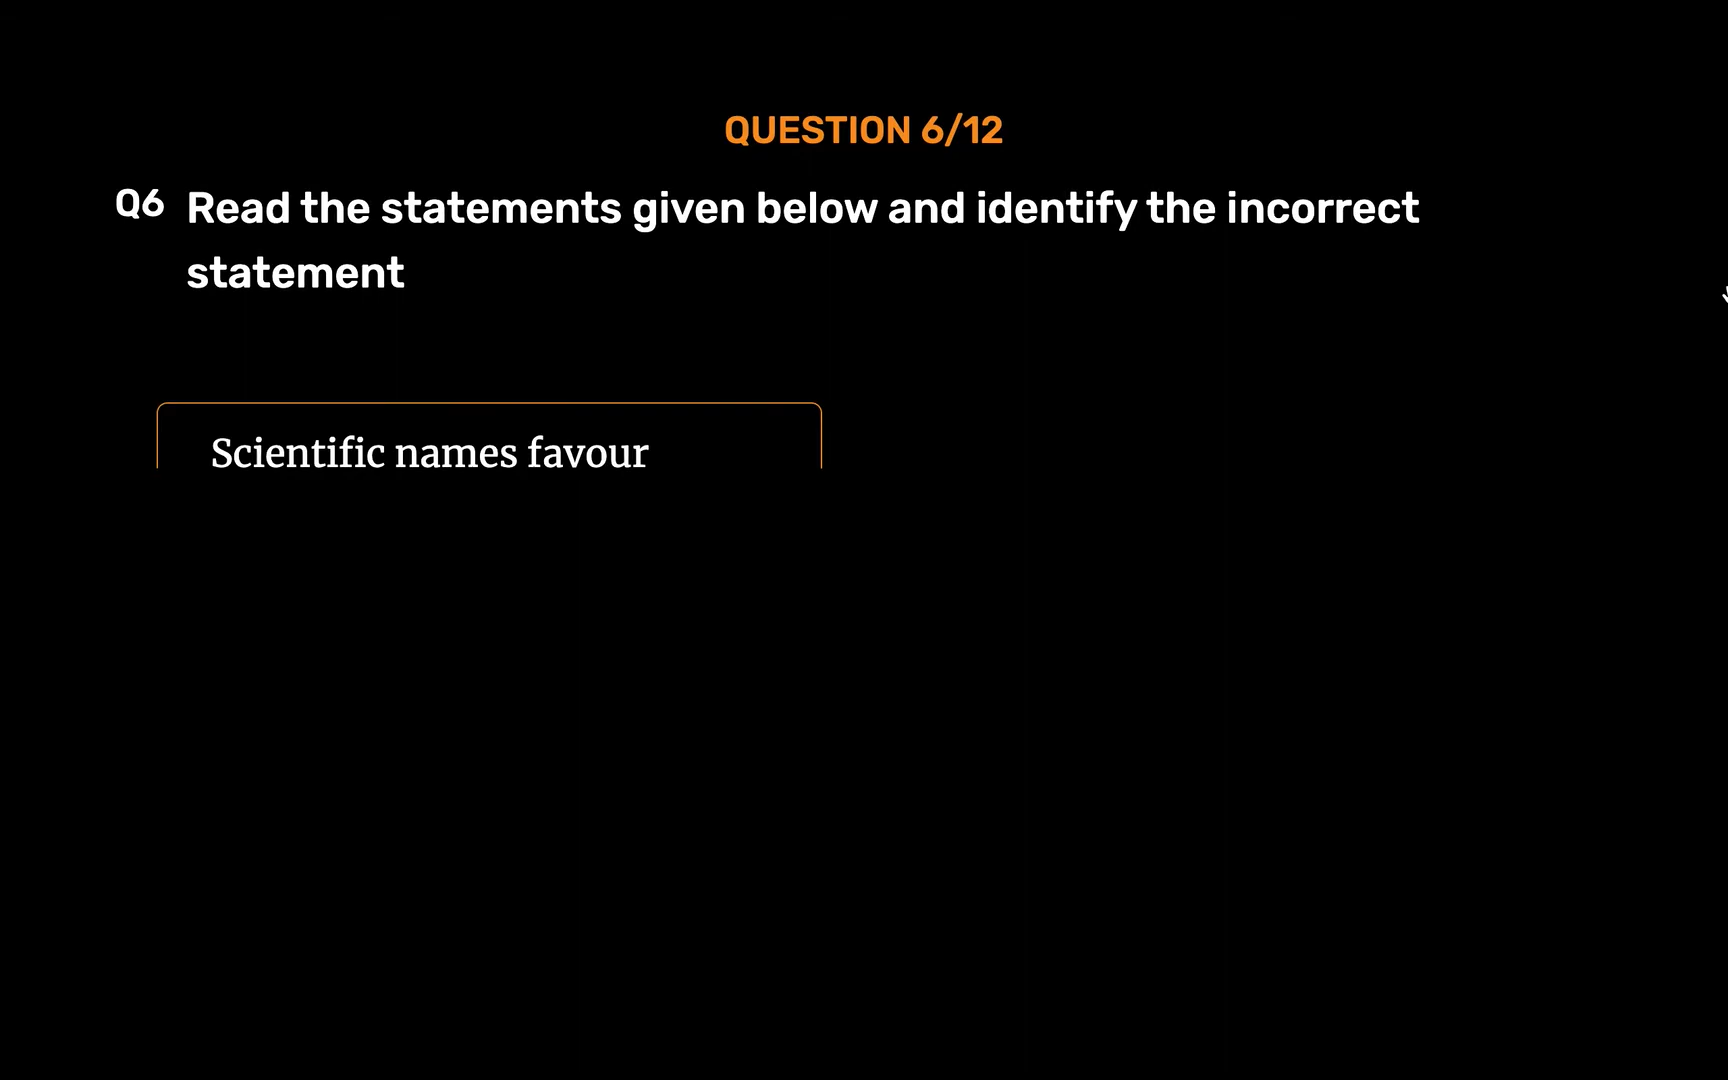 QUESTION 6/12
Q6 Read the statements given below and identify the incorrect
statement
Scientific names favour